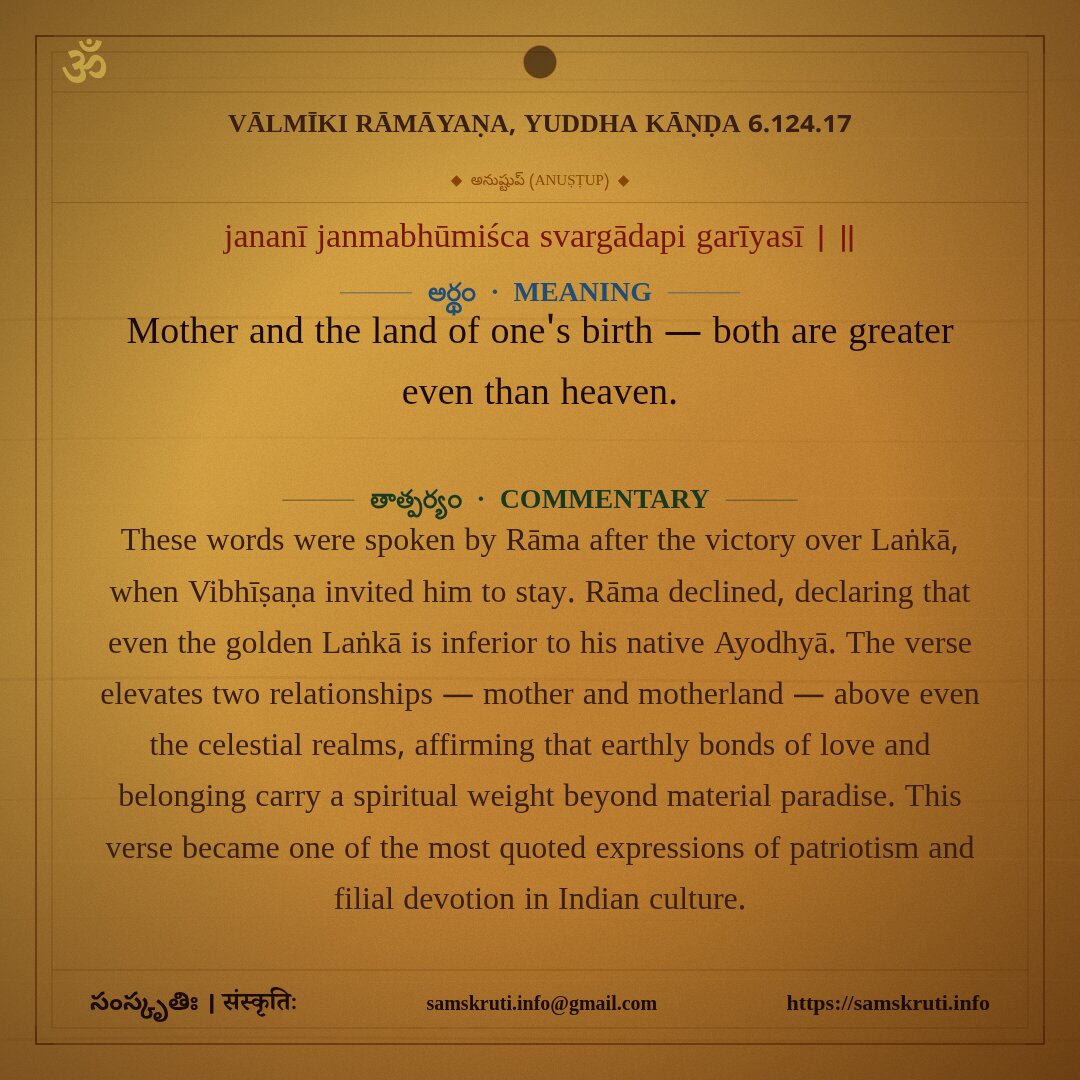 ॐ
VĀLMĪKI RĀMĀYAṆA, YUDDHA KĀṆḌA 6.124.17
◆ అనుష్టుప్ (ANUṢṬUP) ◆
jananī janmabhūmiśca svargādapi garīyasī | ||
అర్థం · MEANING
Mother and the land of one's birth — both are greater
even than heaven.
తాత్పర్యం · COMMENTARY
These words were spoken by Rāma after the victory over Laṅkā,
when Vibhīṣaṇa invited him to stay. Rāma declined, declaring that
even the golden Laṅkā is inferior to his native Ayodhyā. The verse
elevates two relationships — mother and motherland — above even
the celestial realms, affirming that earthly bonds of love and
belonging carry a spiritual weight beyond material paradise. This
verse became one of the most quoted expressions of patriotism and
filial devotion in Indian culture.
సంస్కృతిః | संस्कृतिः samskruti.info@gmail.com https://samskruti.info